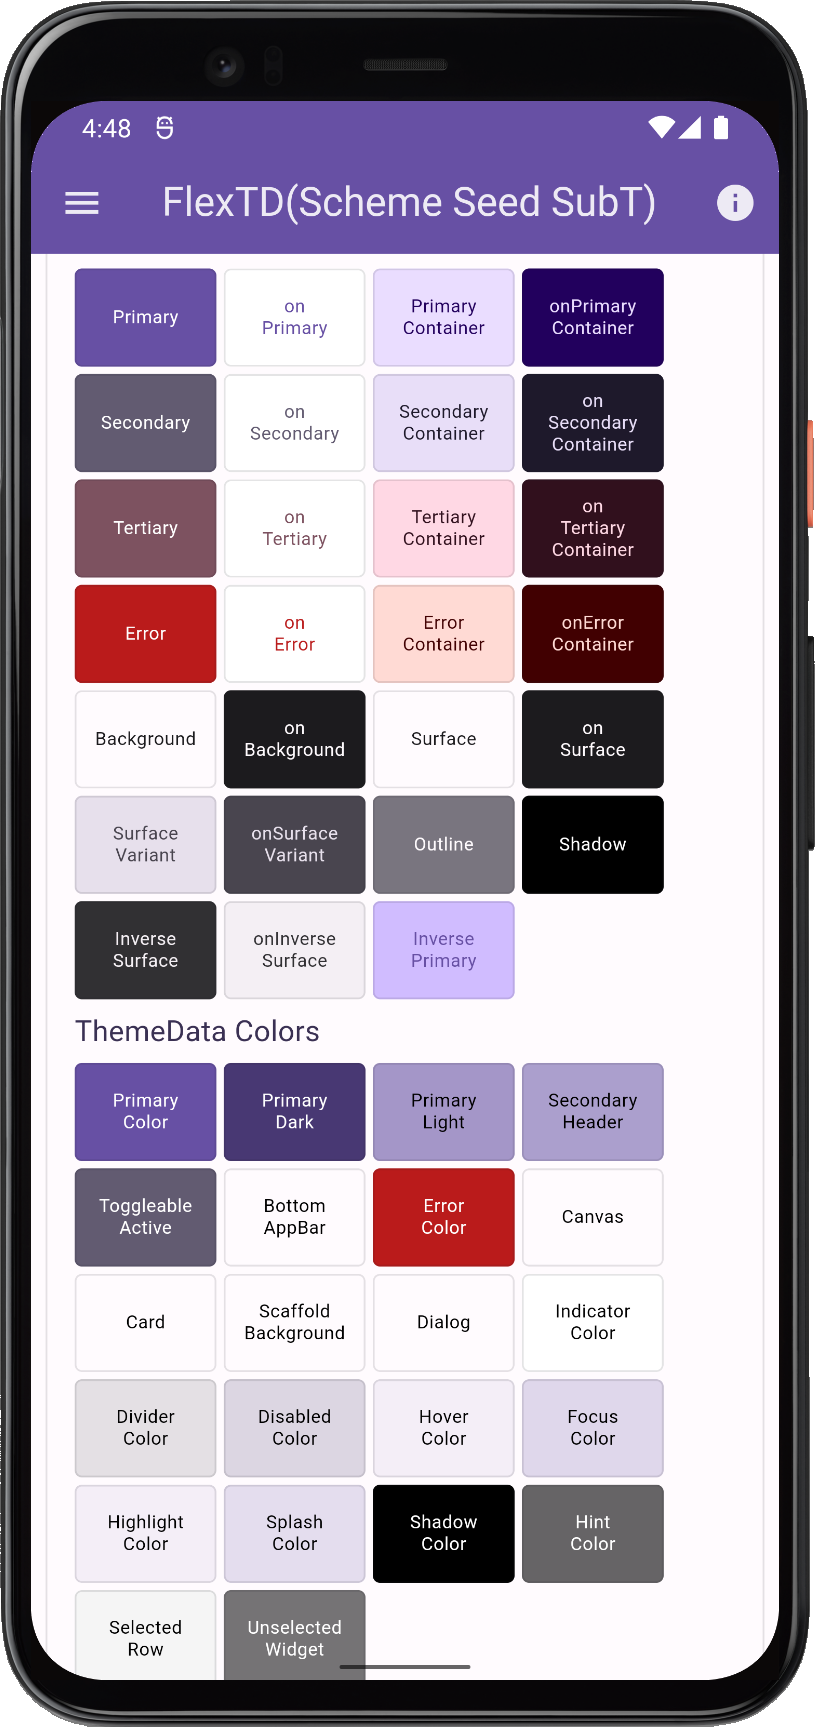 4:48
FlexTD(Scheme Seed SubT)
Primary
on
Primary
Primary
Container
onPrimary
Container
Secondary
on
Secondary
Secondary
Container
on
Secondary
Container
Tertiary
on
Tertiary
Tertiary
Container
on
Tertiary
Container
Error
on
Error
Error
Container
onError
Container
Background
on
Background
Surface
on
Surface
Surface
Variant
onSurface
Variant
Outline
Shadow
Inverse
Surface
onInverse
Surface
Inverse
Primary
ThemeData Colors
Primary
Color
Primary
Dark
Primary
Light
Secondary
Header
Toggleable
Active
Bottom
AppBar
Error
Color
Canvas
Card
Scaffold
Background
Dialog
Indicator
Color
Divider
Color
Disabled
Color
Hover
Color
Focus
Color
Highlight
Color
Splash
Color
Shadow
Color
Hint
Color
Selected
Row
Unselected
Widget